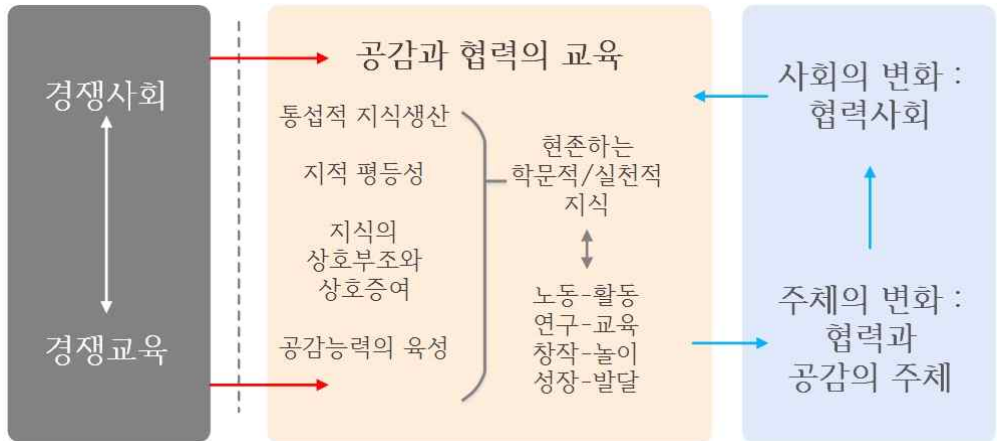 경쟁사회
경쟁교육
공감과 협력의 교육
통섭적 지식생산
지적 평등성
지식의
상호부조와
상호증여
공감능력의 육성
현존하는
학문적/실천적
지식
노동-활동
연구-교육
창작-놀이
성장-발달
사회의 변화 :
협력사회
주체의 변화 :
협력과
공감의 주체